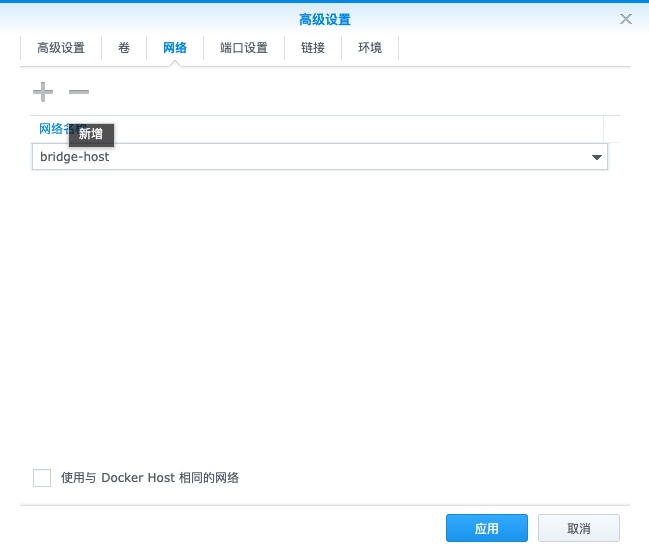 高级设置
高级设置 卷 网络 端口设置 链接 环境
网络名
新增
bridge-host
使用与 Docker Host 相同的网络
应用 取消